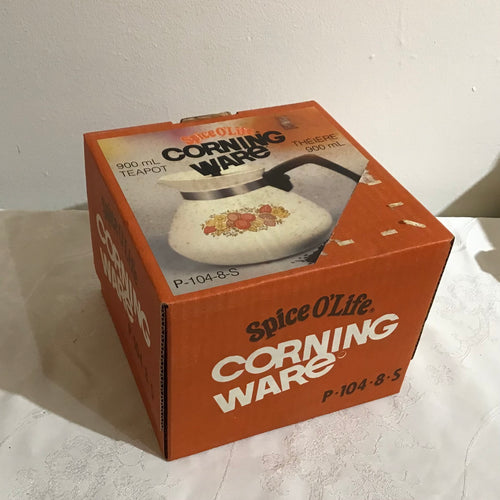 Spice O'Life
CORNING
WARE
900 mL
TEAPOT
THÉIÈRE
900 mL
P-104-8-S
Spice O'Life®
CORNING
WARE
P-104-8-S
CORNING
WARE